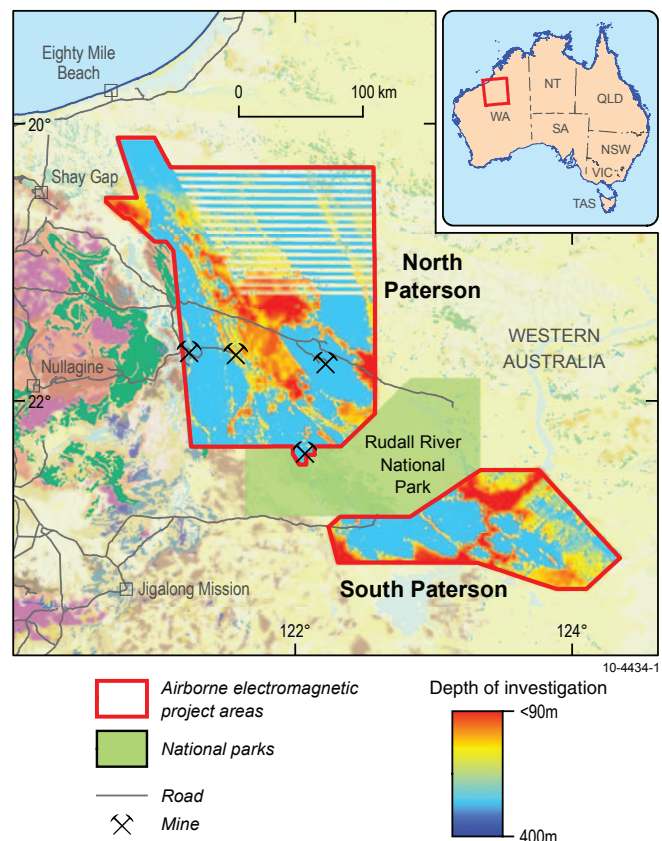 Eighty Mile
Beach
0 100 km
NT
QLD
WA
SA
NSW
VIC
TAS
20°
Shay Gap
North
Paterson
WESTERN
AUSTRALIA
Nullagine
22°
Rudall River
National
Park
South Paterson
Jigalong Mission
122° 124°
10-4434-1
Airborne electromagnetic
project areas
National parks
Road
Mine
Depth of investigation
<90m
400m